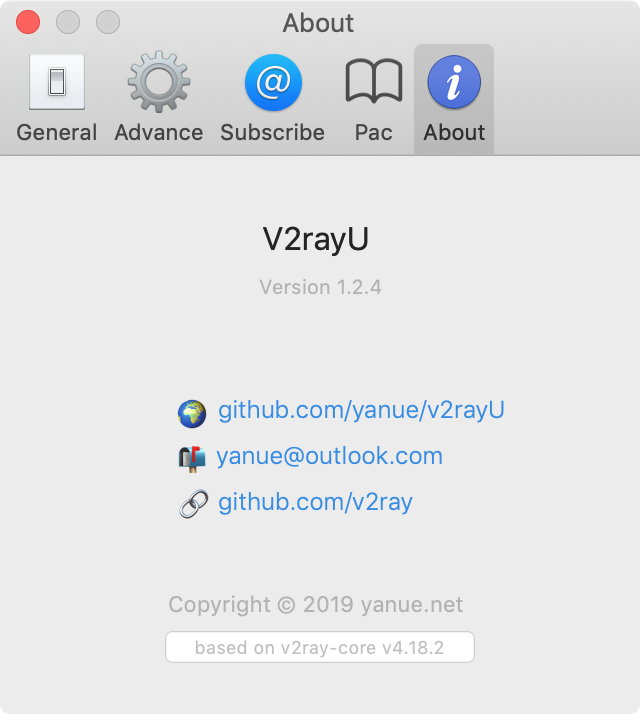 About
General Advance Subscribe Pac About
V2rayU
Version 1.2.4
github.com/yanue/v2rayU
yanue@outlook.com
github.com/v2ray
Copyright © 2019 yanue.net
based on v2ray-core v4.18.2